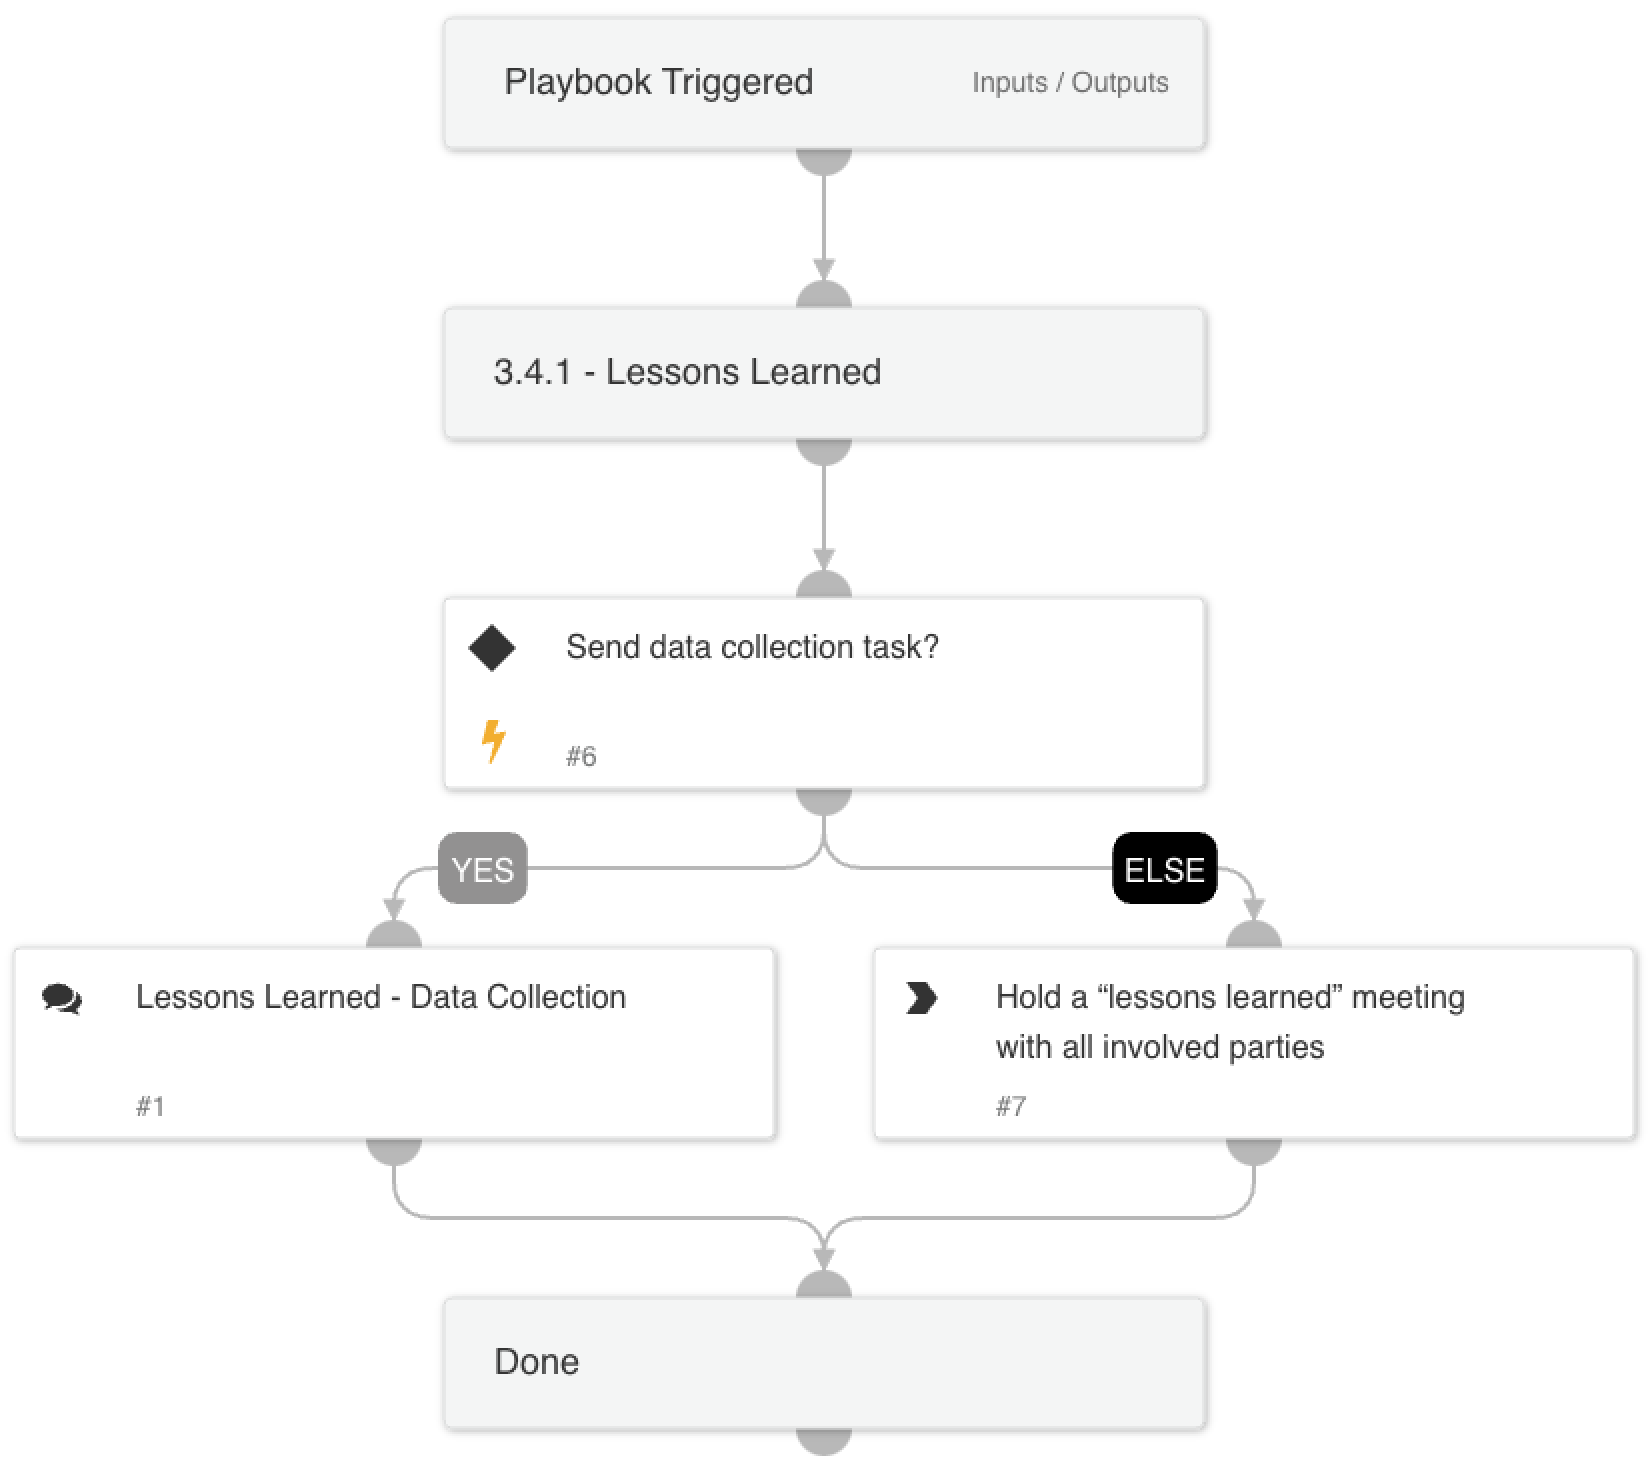 Playbook Triggered
Inputs / Outputs
3.4.1 - Lessons Learned
Send data collection task?
#6
YES
ELSE
Lessons Learned - Data Collection
#1
Hold a “lessons learned” meeting
with all involved parties
#7
Done